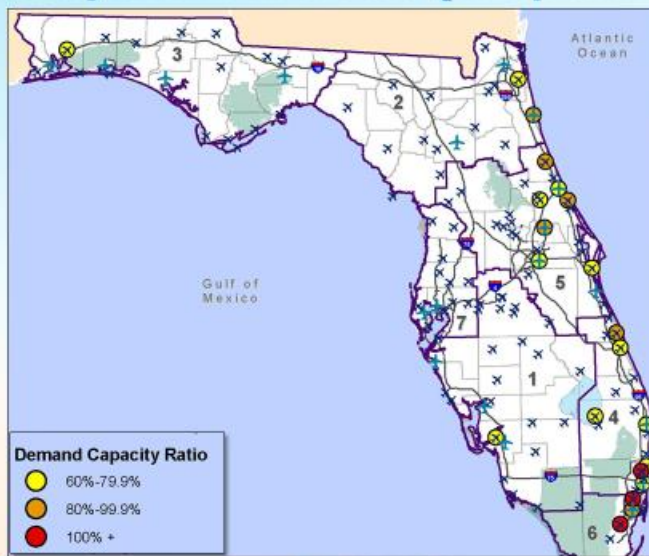 Atlantic
Ocean
3
2
Gulf of
Mexico
5
7
1
4
6
Demand Capacity Ratio
60%-79.9%
80%-99.9%
100% +